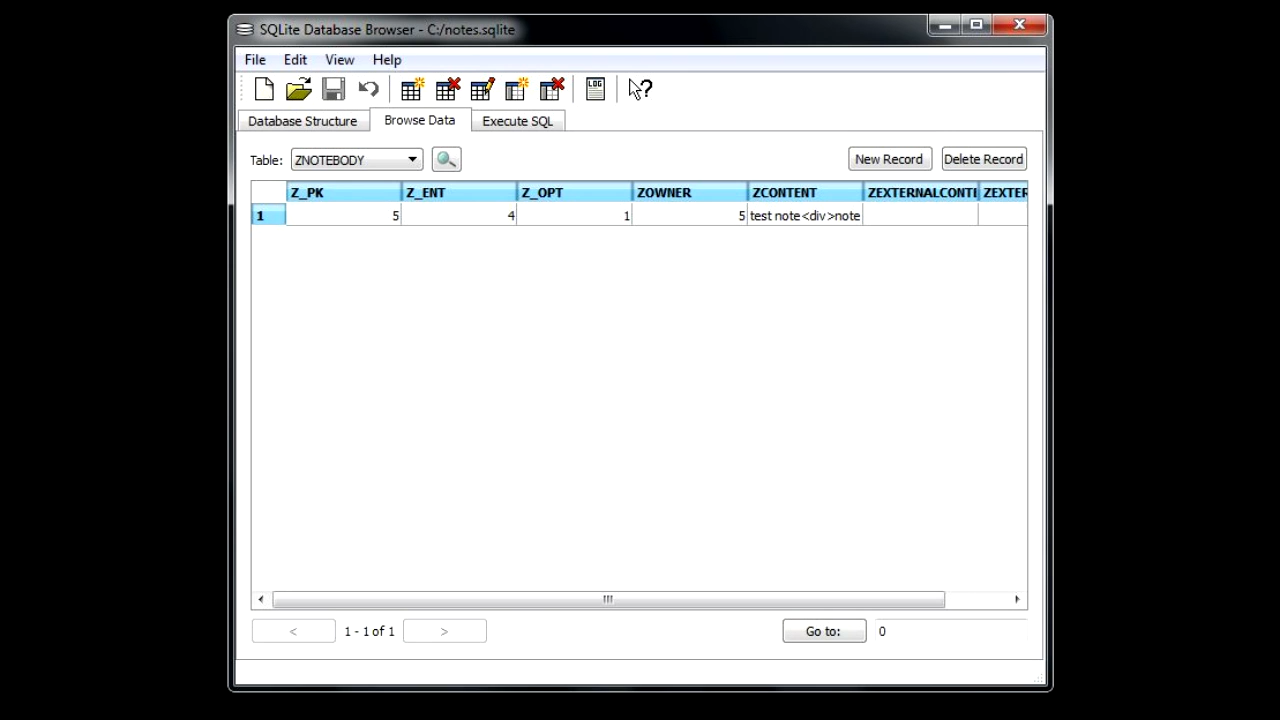 SQLite Database Browser - C:/notes.sqlite
File Edit View Help
LOG
Database Structure Browse Data Execute SQL
Table: ZNOTEBODY New Record Delete Record
Z_PK Z_ENT Z_OPT ZOWNER ZCONTENT ZEXTERNALCONTI ZEXTER
1 5 4 1 5 test note<div>note
< 1 - 1 of 1 > Go to: 0